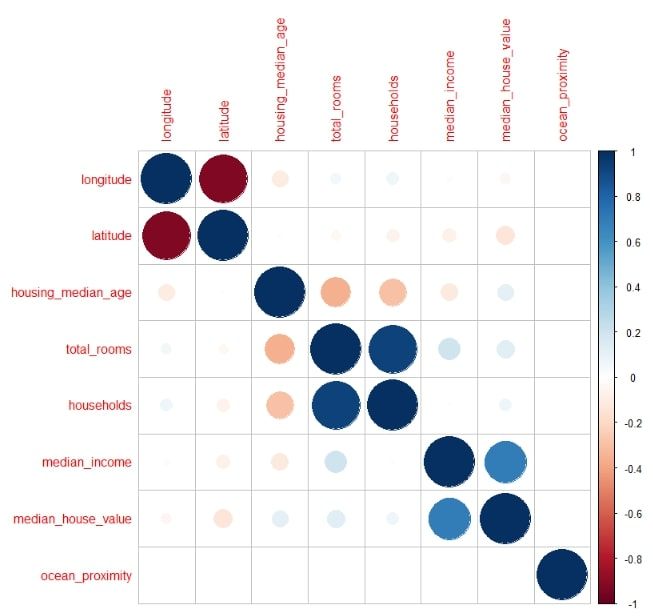 longitude
latitude
housing_median_age
total_rooms
households
median_income
median_house_value
ocean_proximity
longitude
latitude
housing_median_age
total_rooms
households
median_income
median_house_value
ocean_proximity
1
0.8
0.6
0.4
0.2
0
-0.2
-0.4
-0.6
-0.8
-1